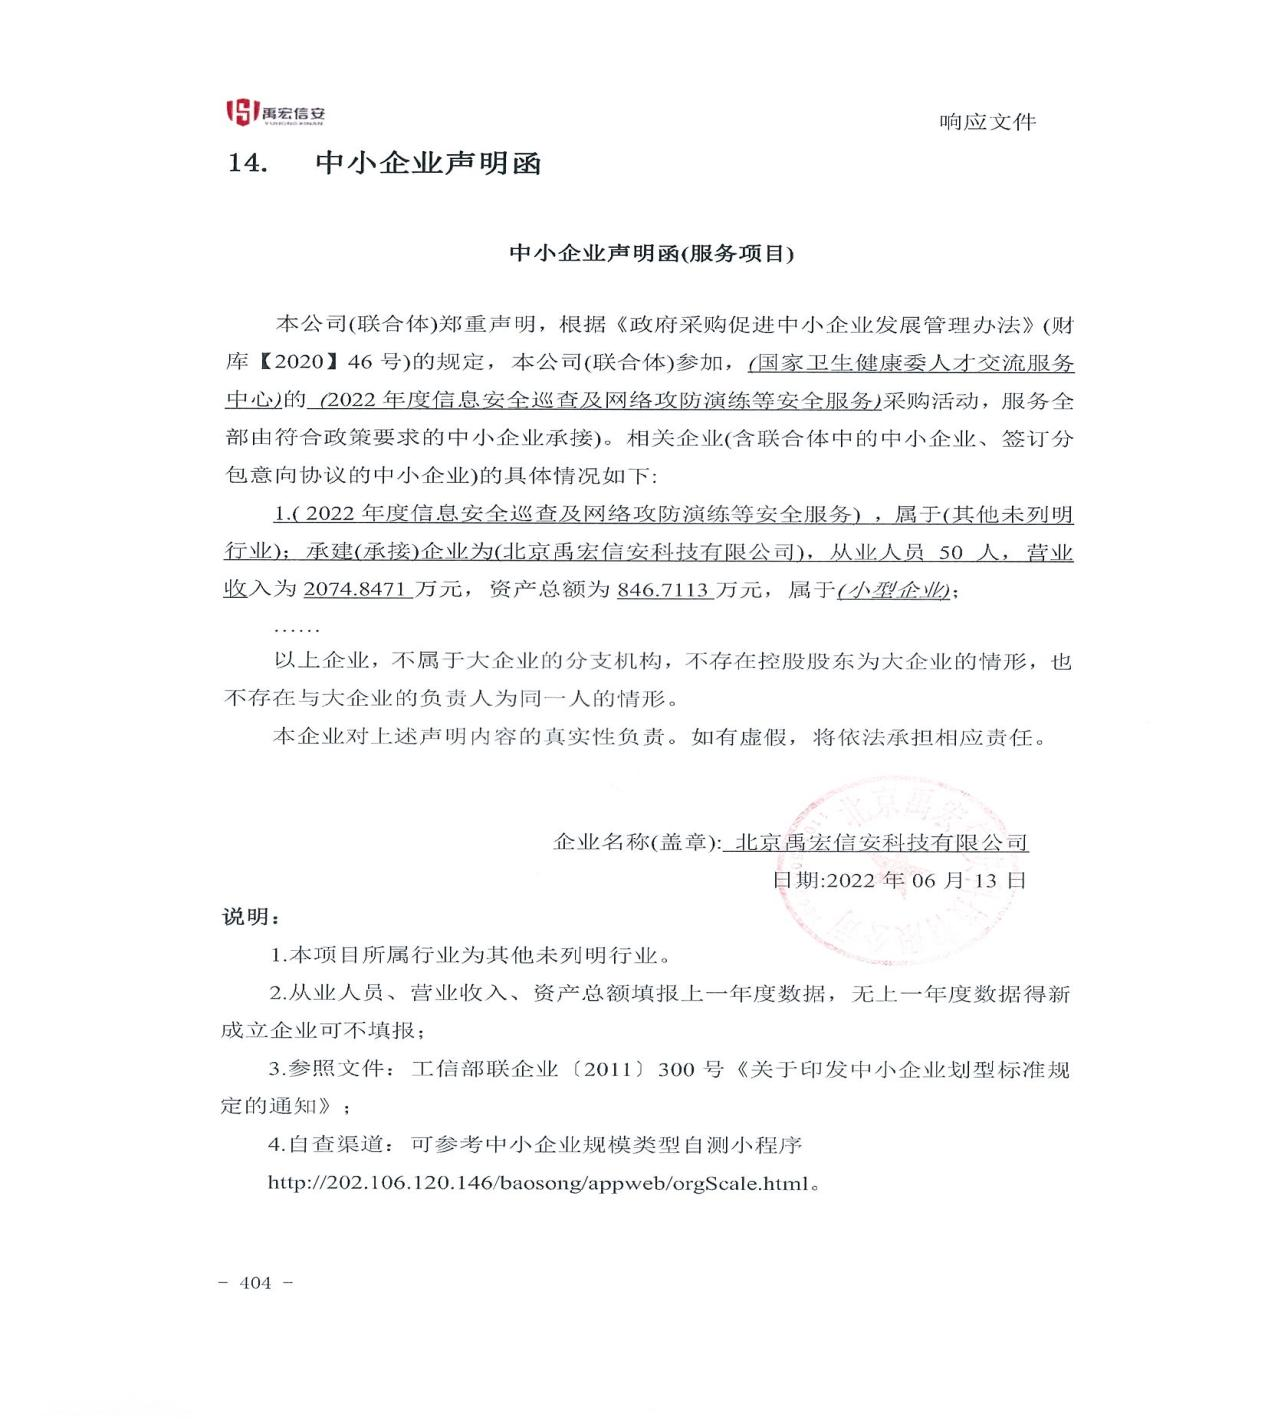 禹宏信安
YUHONG XINAN
响应文件
14. 中小企业声明函
中小企业声明函(服务项目)
本公司(联合体)郑重声明，根据《政府采购促进中小企业发展管理办法》(财
库【2020】46 号)的规定，本公司(联合体)参加，(国家卫生健康委人才交流服务
中心)的 (2022 年度信息安全巡查及网络攻防演练等安全服务)采购活动，服务全
部由符合政策要求的中小企业承接)。相关企业(含联合体中的中小企业、签订分
包意向协议的中小企业)的具体情况如下:
1.( 2022 年度信息安全巡查及网络攻防演练等安全服务) ，属于(其他未列明
行业)；承建(承接)企业为(北京禹宏信安科技有限公司)，从业人员 50 人，营业
收入为 2074.8471 万元，资产总额为 846.7113 万元，属于(小型企业)；
……
以上企业，不属于大企业的分支机构，不存在控股股东为大企业的情形，也
不存在与大企业的负责人为同一人的情形。
本企业对上述声明内容的真实性负责。如有虚假，将依法承担相应责任。
企业名称(盖章): 北京禹宏信安科技有限公司
日期:2022 年 06 月 13 日
说明：
1.本项目所属行业为其他未列明行业。
2.从业人员、营业收入、资产总额填报上一年度数据，无上一年度数据得新
成立企业可不填报；
3.参照文件：工信部联企业〔2011〕300 号《关于印发中小企业划型标准规
定的通知》；
4.自查渠道：可参考中小企业规模类型自测小程序
http://202.106.120.146/baosong/appweb/orgScale.html。
- 404 -